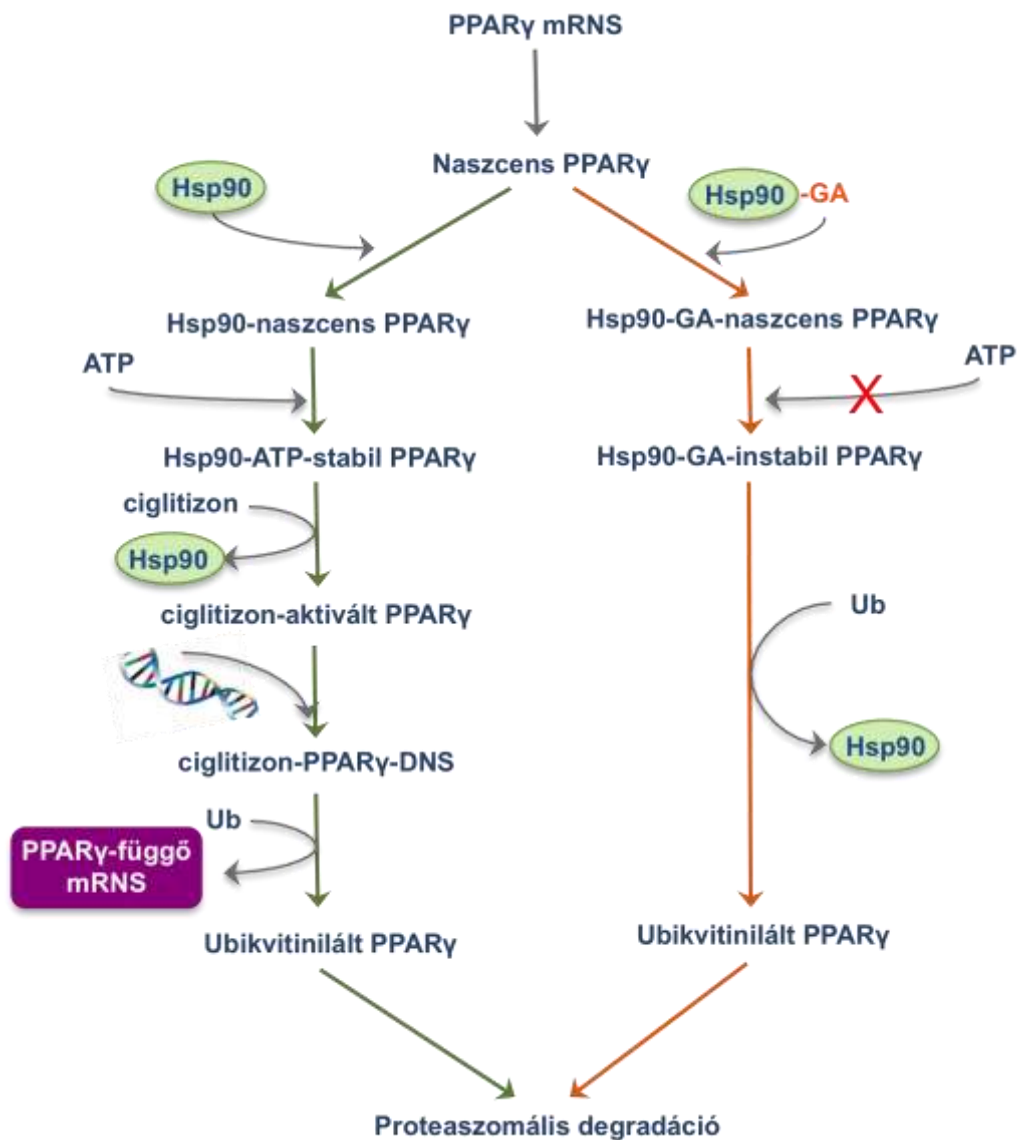 PPARγ mRNS
Naszcens PPARγ
Hsp90
Hsp90-GA
Hsp90-naszcens PPARγ
Hsp90-GA-naszcens PPARγ
ATP
ATP
X
Hsp90-ATP-stabil PPARγ
Hsp90-GA-instabil PPARγ
ciglitizon
Hsp90
ciglitizon-aktivált PPARγ
Ub
Hsp90
ciglitizon-PPARγ-DNS
Ub
PPARγ-függő
mRNS
Ubikvitinilált PPARγ
Ubikvitinilált PPARγ
Proteaszomális degradáció